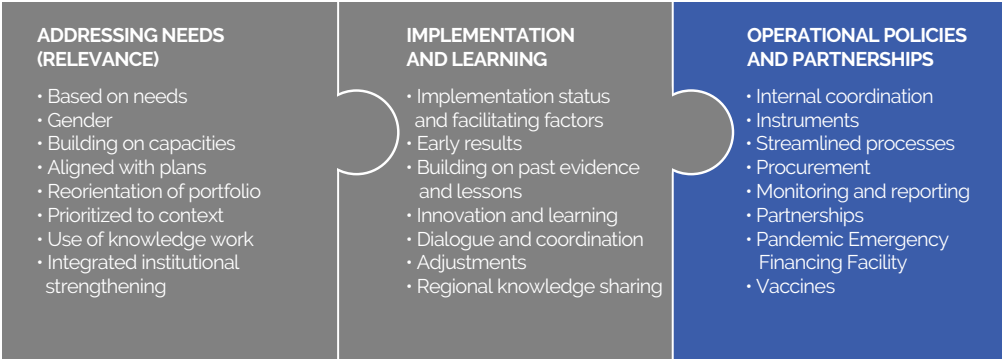 ADDRESSING NEEDS
(RELEVANCE)
• Based on needs
• Gender
• Building on capacities
• Aligned with plans
• Reorientation of portfolio
• Prioritized to context
• Use of knowledge work
• Integrated institutional
strengthening
IMPLEMENTATION
AND LEARNING
• Implementation status
and facilitating factors
• Early results
• Building on past evidence
and lessons
• Innovation and learning
• Dialogue and coordination
• Adjustments
• Regional knowledge sharing
OPERATIONAL POLICIES
AND PARTNERSHIPS
• Internal coordination
• Instruments
• Streamlined processes
• Procurement
• Monitoring and reporting
• Partnerships
• Pandemic Emergency
Financing Facility
• Vaccines